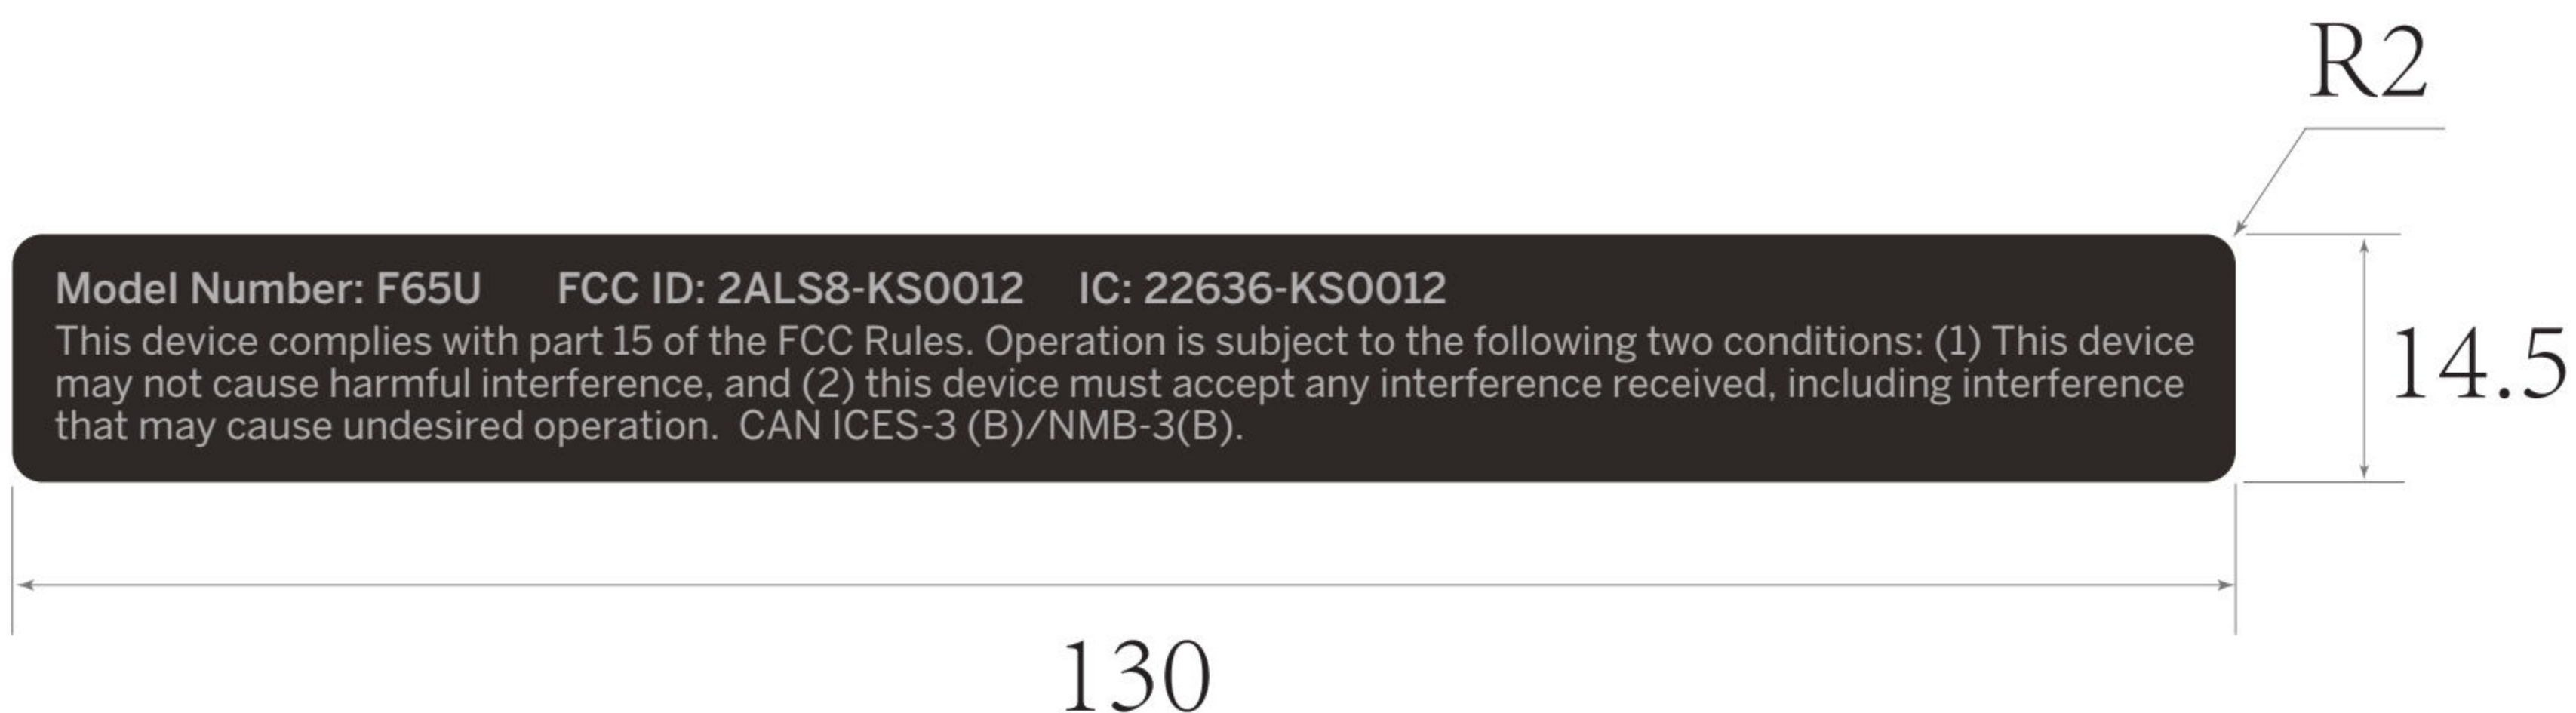 R2
Model Number: F65U FCC ID: 2ALS8-KS0012 IC: 22636-KS0012
This device complies with part 15 of the FCC Rules. Operation is subject to the following two conditions: (1) This device
may not cause harmful interference, and (2) this device must accept any interference received, including interference
that may cause undesired operation. CAN ICES-3 (B)/NMB-3(B).
14.5
130